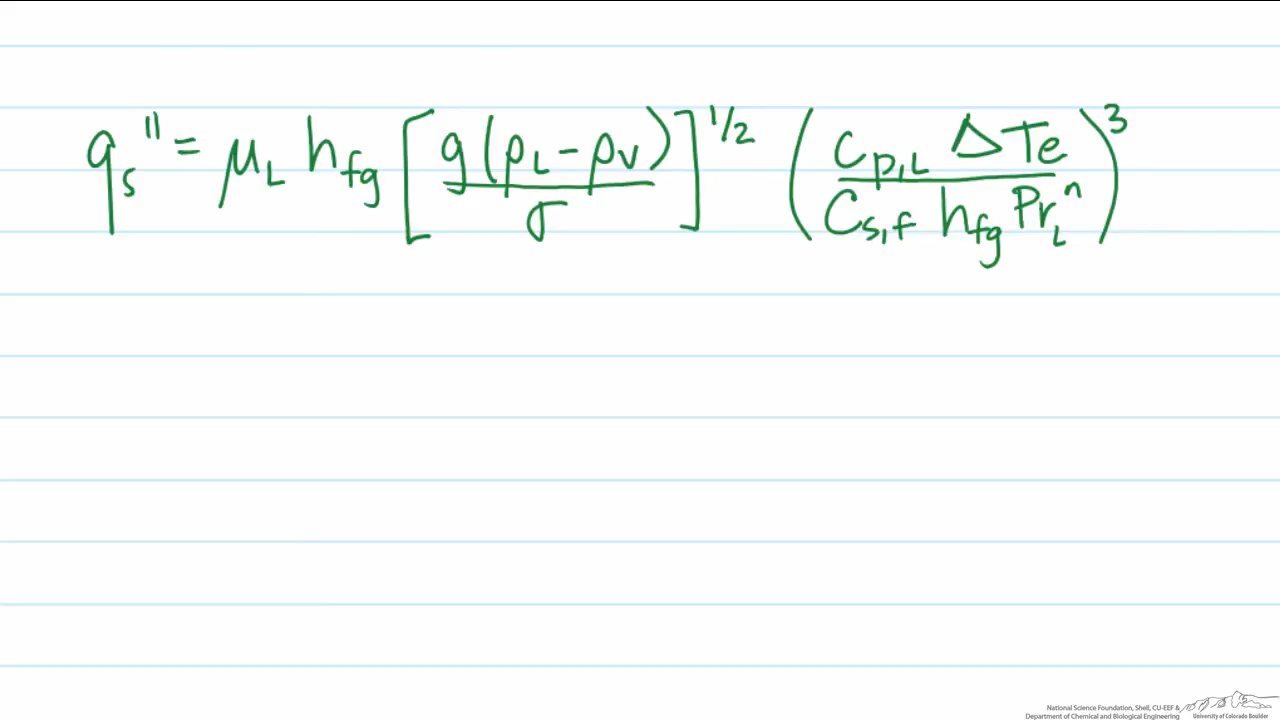 q_s'' = μ_L h_fg [ g(ρ_L - ρ_V) / σ ]^1/2 ( C_p,L ΔTe / C_s,f h_fg Pr_L^n )^3
National Science Foundation, Shell, CU-EEF &
Department of Chemical and Biological Engineering
University of Colorado Boulder